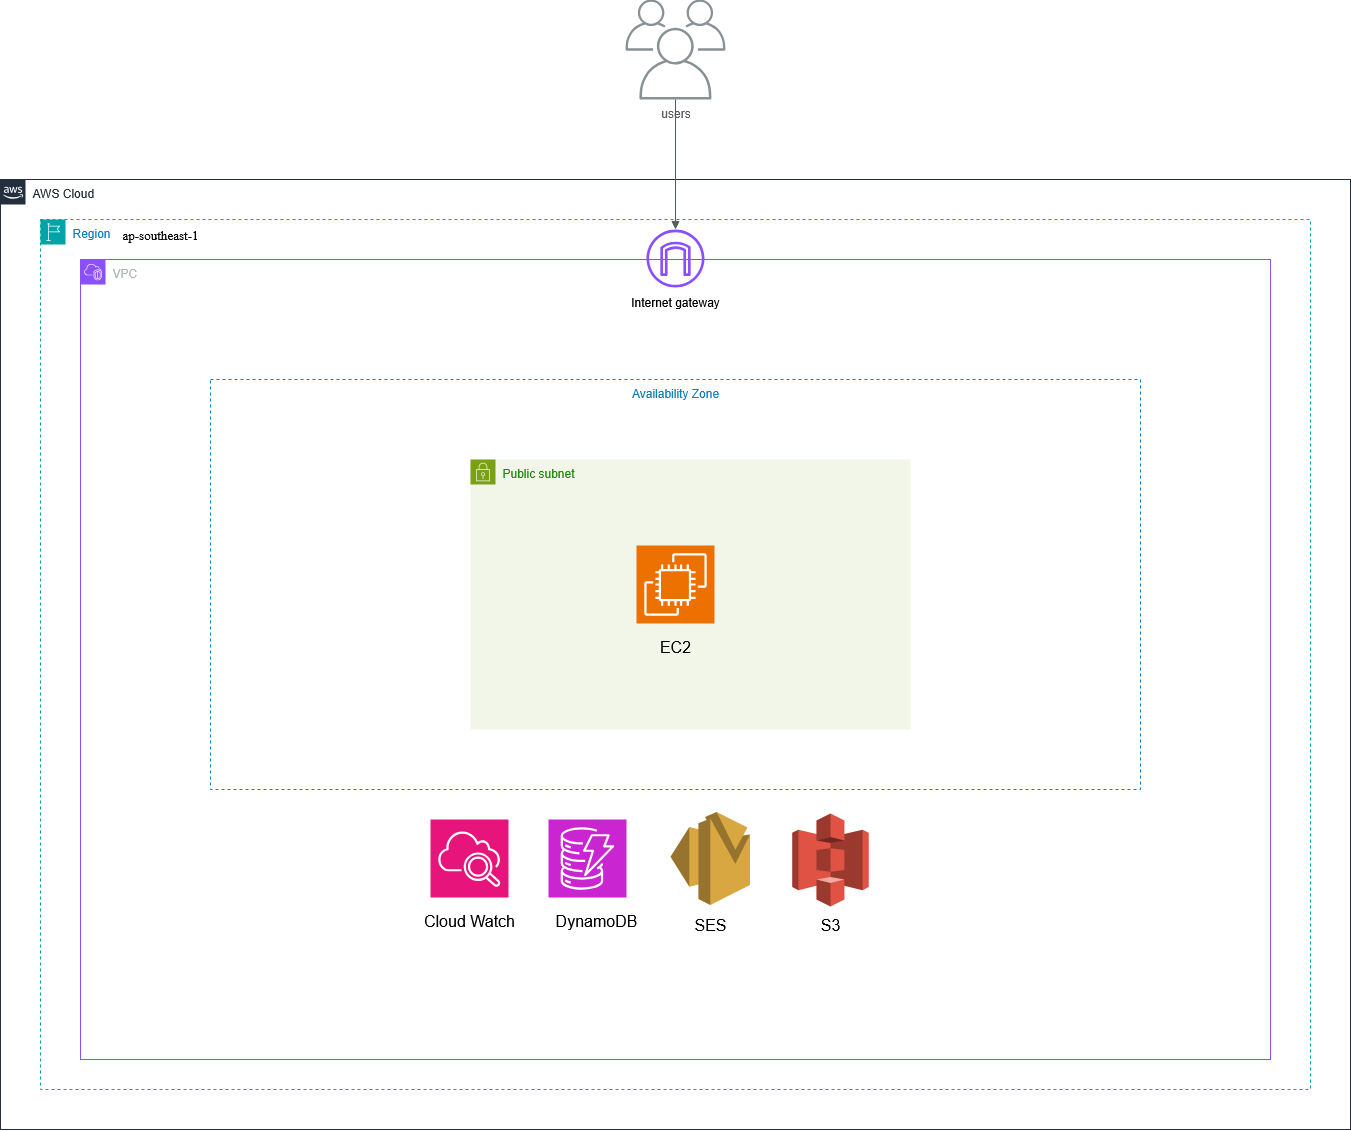 users
aws
AWS Cloud
Region ap-southeast-1
VPC
Internet gateway
Availability Zone
Public subnet
EC2
Cloud Watch
DynamoDB
SES
S3